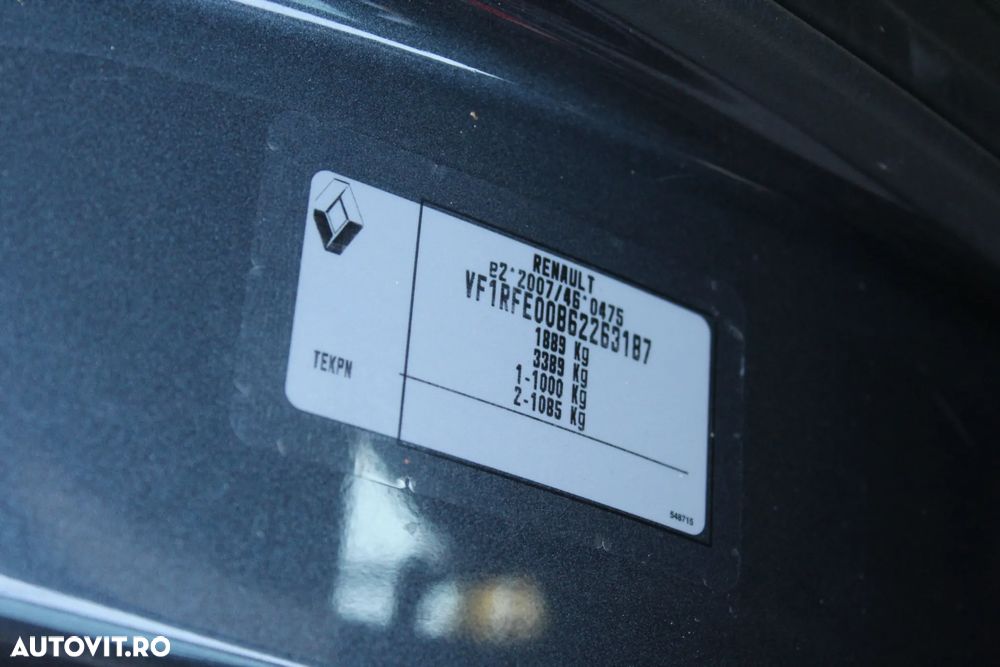 RENAULT
e2*2007/46*0475
VF1RFE00862263187
1889 Kg
3389 Kg
1-1000 Kg
2-1085 Kg
TEKPN
548715
AUTOVIT.RO